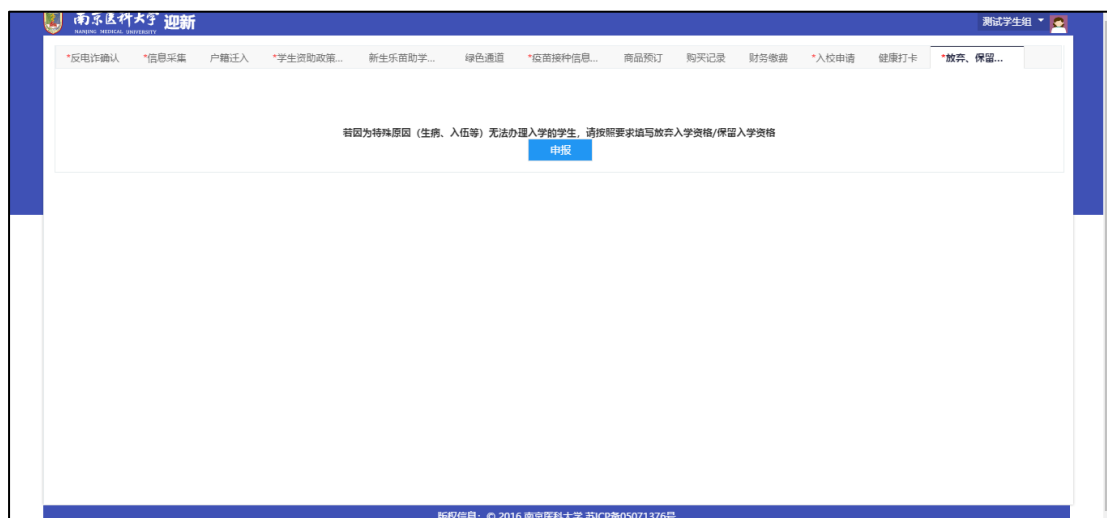 南京医科大学 迎新
NANJING MEDICAL UNIVERSITY
测试学生组
*反电诈确认 *信息采集 户籍迁入 *学生资助政策... 新生乐苗助学... 绿色通道 *疫苗接种信息... 商品预订 购买记录 财务缴费 *入校申请 健康打卡 *放弃、保留...
若因为特殊原因（生病、入伍等）无法办理入学的学生，请按照要求填写放弃入学资格/保留入学资格
申报
版权信息：© 2016 南京医科大学 苏ICP备05071376号